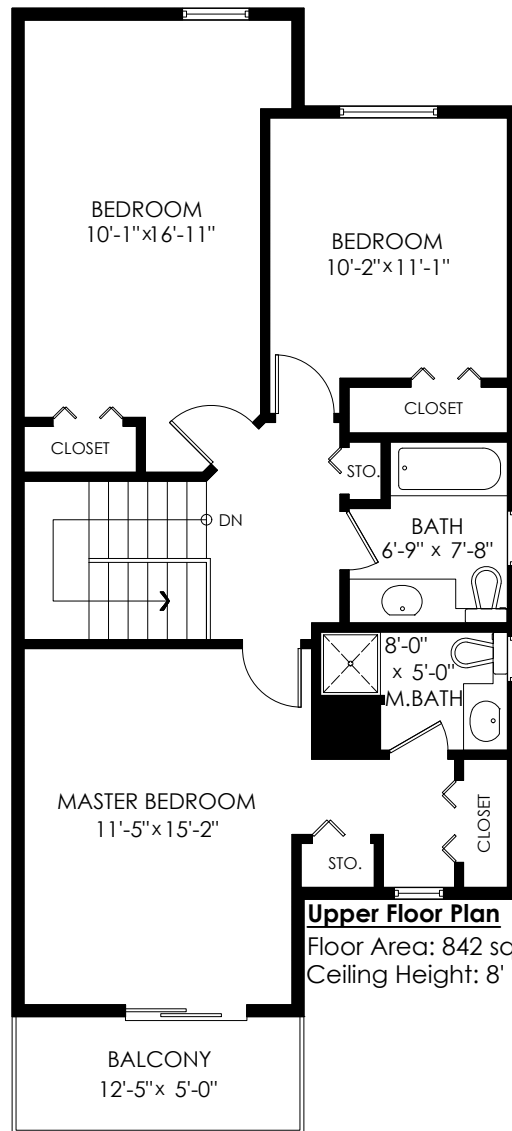 BEDROOM
10'-1"x16'-11"
BEDROOM
10'-2"x11'-1"
CLOSET
CLOSET
STO.
DN
BATH
6'-9" x 7'-8"
8'-0"
x 5'-0"
M.BATH
MASTER BEDROOM
11'-5"x15'-2"
CLOSET
STO.
Upper Floor Plan
Floor Area: 842
Ceiling Height: 8'
BALCONY
12'-5"x 5'-0"